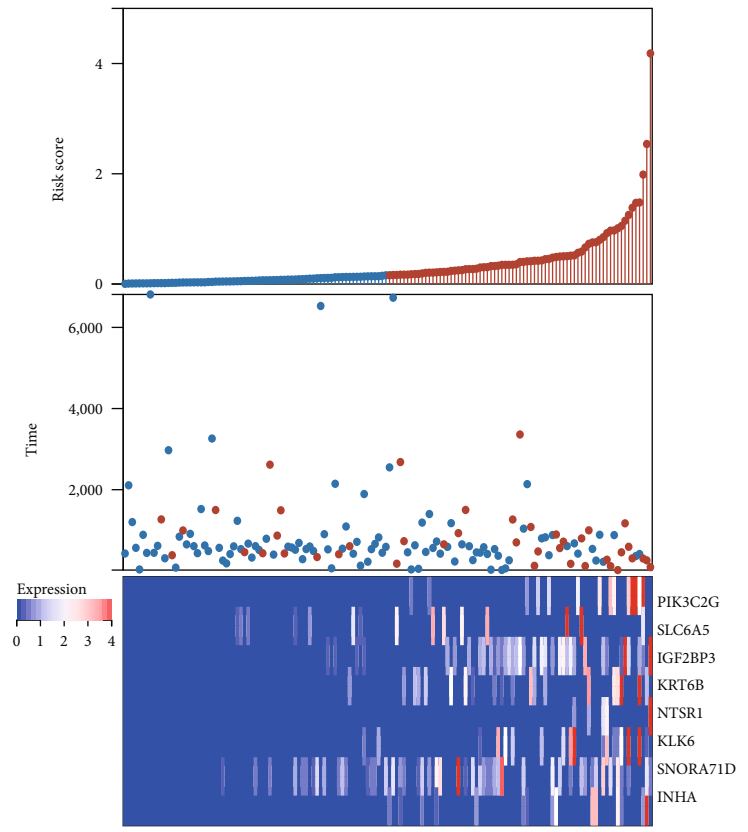 4
2
0
Risk score
6,000
4,000
2,000
Time
Expression
0 1 2 3 4
PIK3C2G
SLC6A5
IGF2BP3
KRT6B
NTSR1
KLK6
SNORA71D
INHA